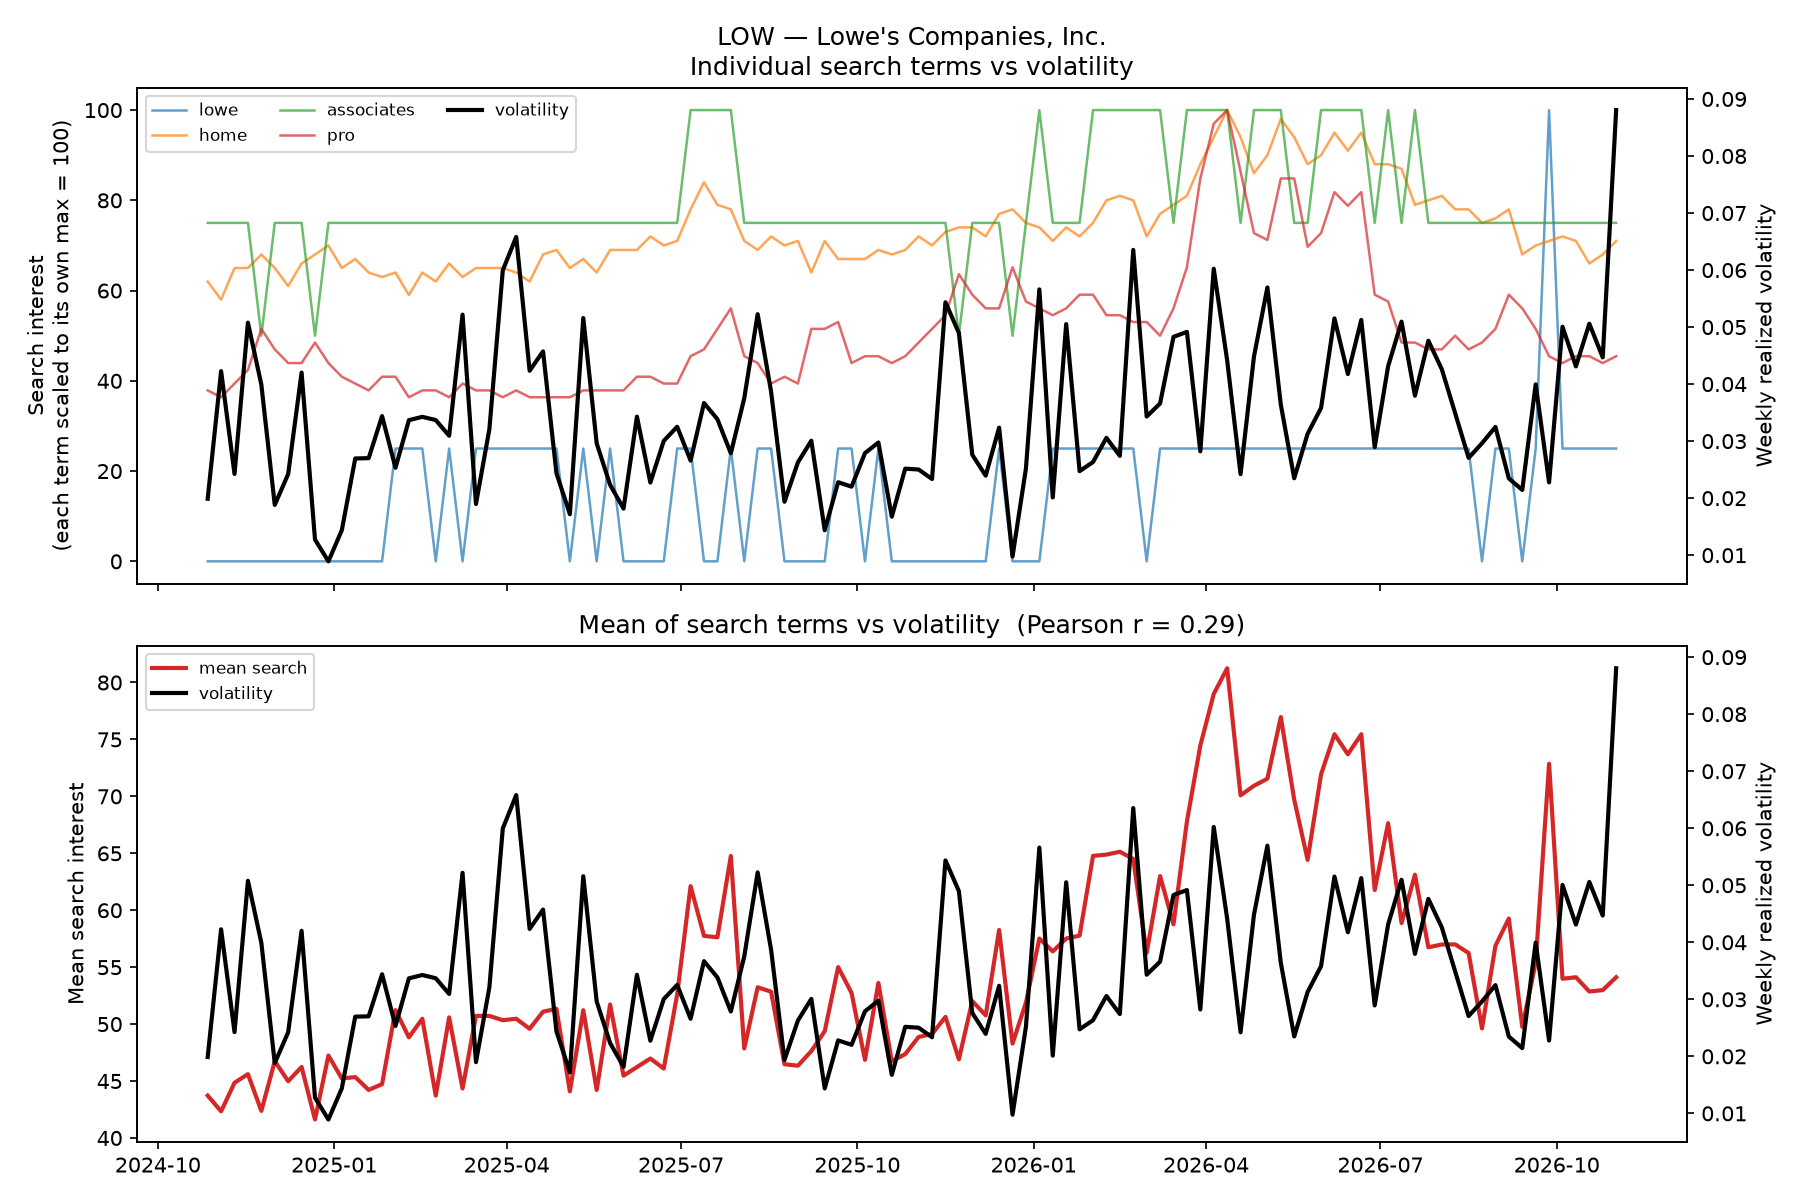 LOW — Lowe's Companies, Inc.
Individual search terms vs volatility
lowe
home
associates
pro
volatility
Search interest
(each term scaled to its own max = 100)
100
80
60
40
20
0
0.09
0.08
0.07
0.06
0.05
0.04
0.03
0.02
0.01
Weekly realized volatility
Mean of search terms vs volatility (Pearson r = 0.29)
mean search
volatility
Mean search interest
80
75
70
65
60
55
50
45
40
0.09
0.08
0.07
0.06
0.05
0.04
0.03
0.02
0.01
Weekly realized volatility
2024-10
2025-01
2025-04
2025-07
2025-10
2026-01
2026-04
2026-07
2026-10